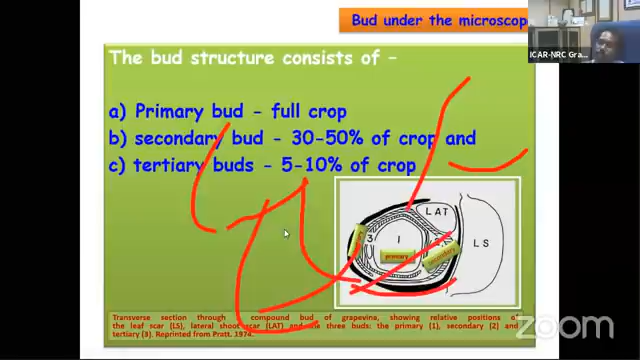 Bud under the microscop
ICAR-NRC Gra...
The bud structure consists of -
a) Primary bud - full crop
b) secondary bud - 30-50% of crop and
c) tertiary buds - 5-10% of crop
LAT
3 1 2 LS
primary
secondary
Transverse section through compound bud of grapevine, showing relative positions o
the leaf scar (LS), lateral shoot scar (LAT) and the three buds: the primary (1), secondary (2) and
tertiary (3). Reprinted from Pratt. 1974.
zoom